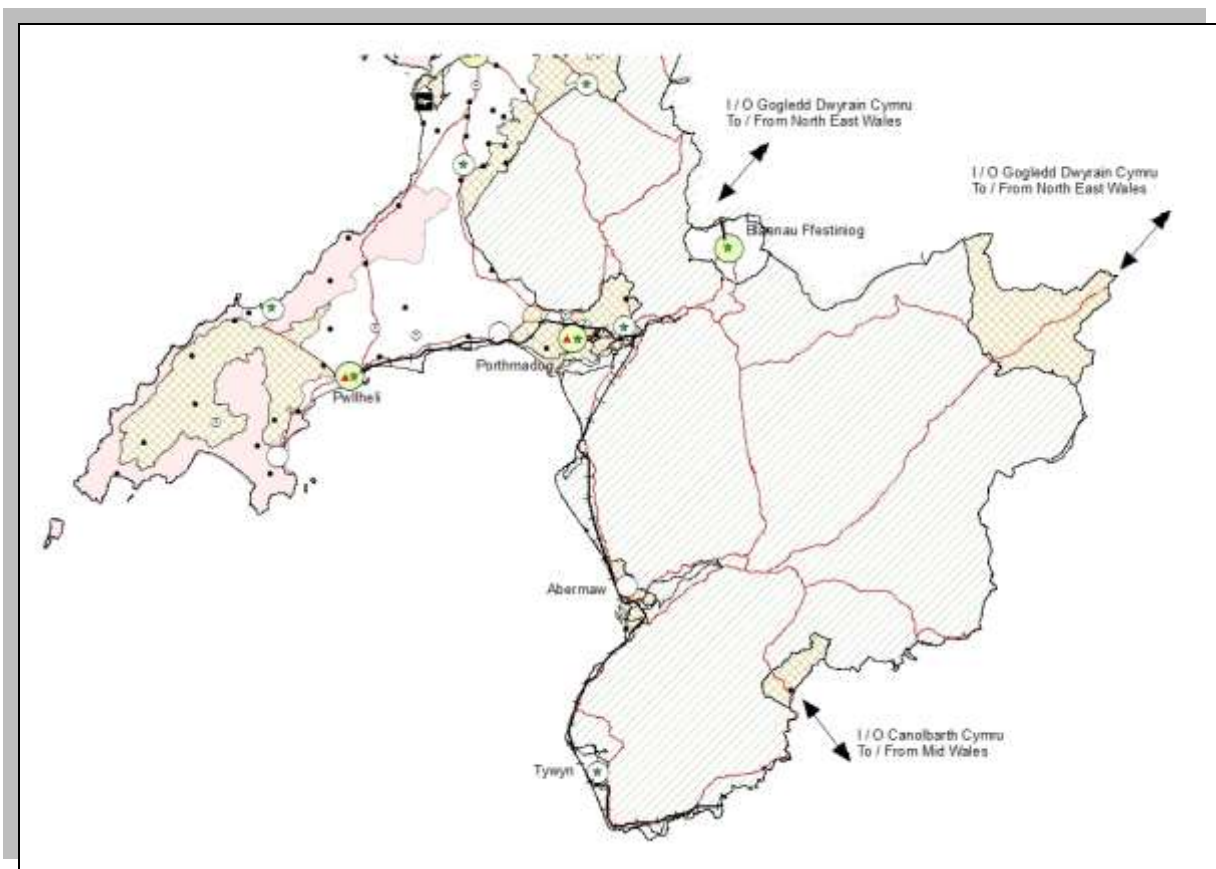 I / O Gogledd Dwyrain Cymru
To / From North East Wales
I / O Gogledd Dwyrain Cymru
To / From North East Wales
Blaenau Ffestiniog
Porthmadog
Pwllheli
Abermaw
I / O Canolbarth Cymru
To / From Mid Wales
Tywyn